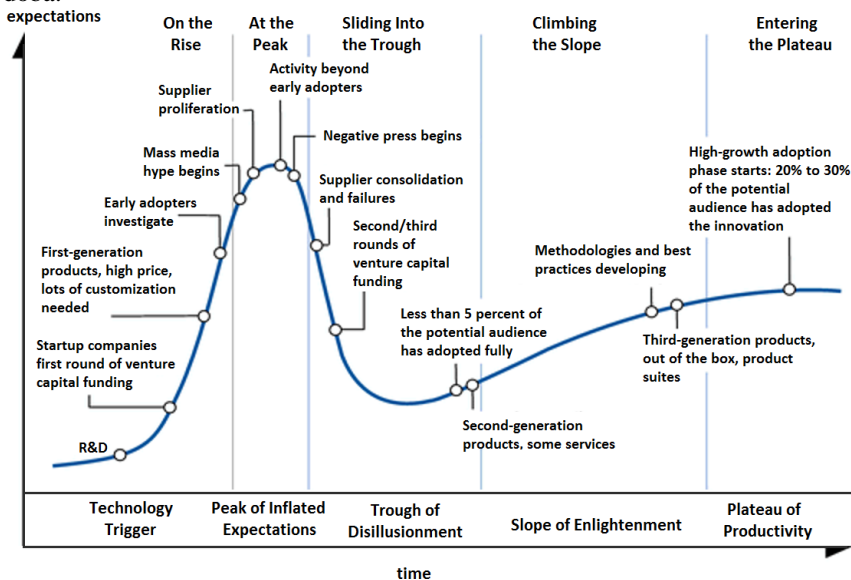 expectations
On the
Rise
At the
Peak
Sliding Into
the Trough
Climbing
the Slope
Entering
the Plateau
Activity beyond
early adopters
Supplier
proliferation
Negative press begins
Mass media
hype begins
Supplier consolidation
and failures
Early adopters
investigate
Second/third
rounds of
venture capital
funding
First-generation
products, high price,
lots of customization
needed
Startup companies
first round of venture
capital funding
R&D
Less than 5 percent of
the potential audience
has adopted fully
Second-generation
products, some services
Methodologies and best
practices developing
Third-generation products,
out of the box, product
suites
High-growth adoption
phase starts: 20% to 30%
of the potential
audience has adopted
the innovation
Technology
Trigger
Peak of Inflated
Expectations
Trough of
Disillusionment
Slope of Enlightenment
Plateau of
Productivity
time